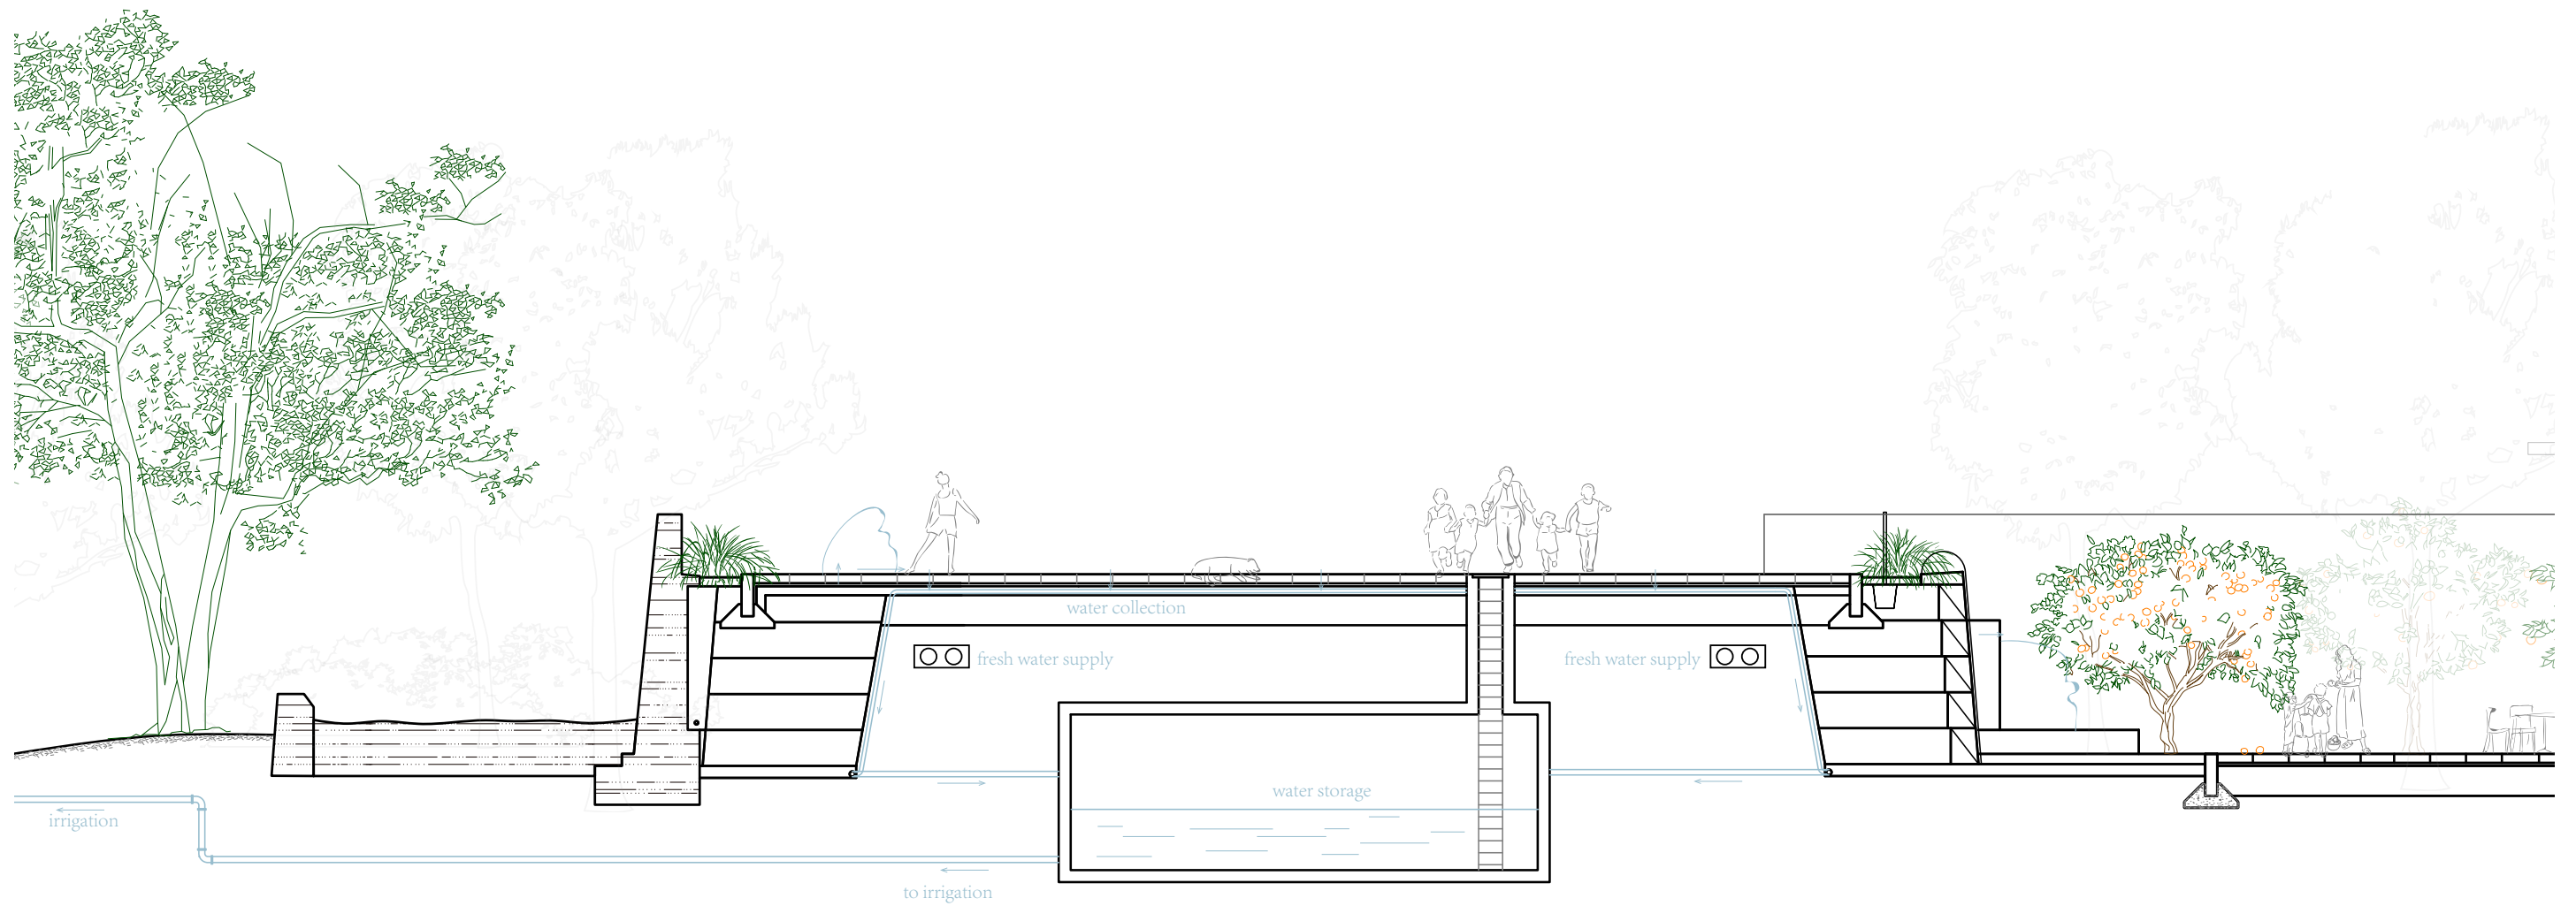 water collection
fresh water supply
fresh water supply
water storage
irrigation
to irrigation